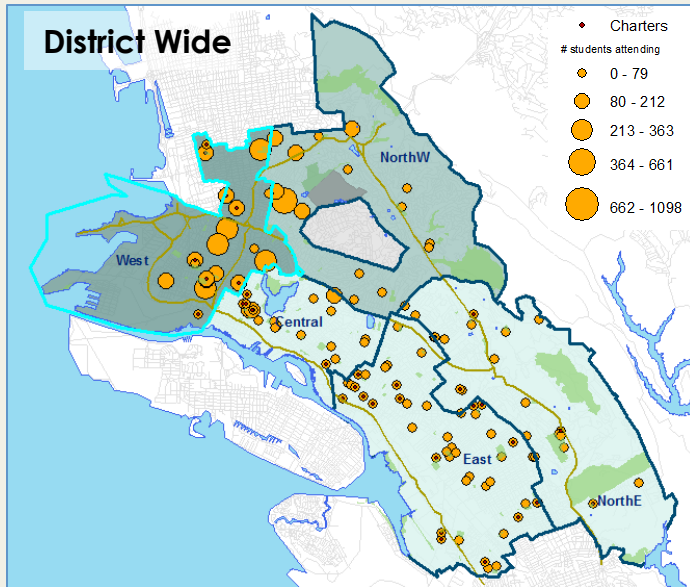 District Wide
Charters
# students attending
0 - 79
80 - 212
213 - 363
364 - 661
662 - 1098
NorthW
West
Central
East
NorthE